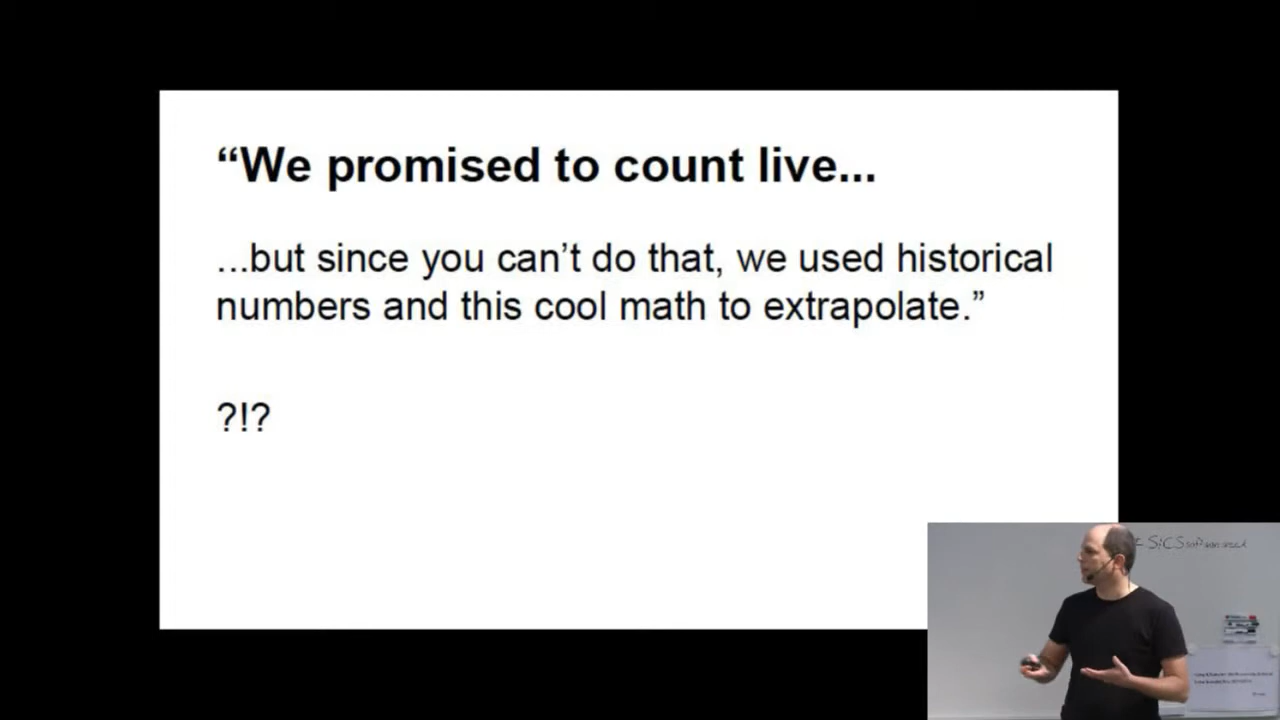 “We promised to count live...
...but since you can’t do that, we used historical
numbers and this cool math to extrapolate.”
?!?
SICS